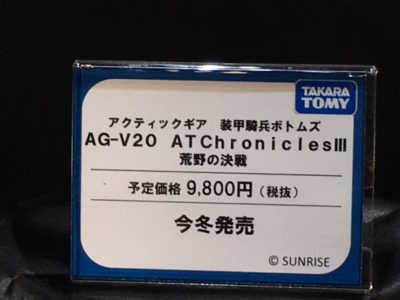 TAKARA
TOMY
アクティックギア 装甲騎兵ボトムズ
AG-V20 ATChroniclesⅢ
荒野の決戦
予定価格 9,800円（税抜）
今冬発売
© SUNRISE